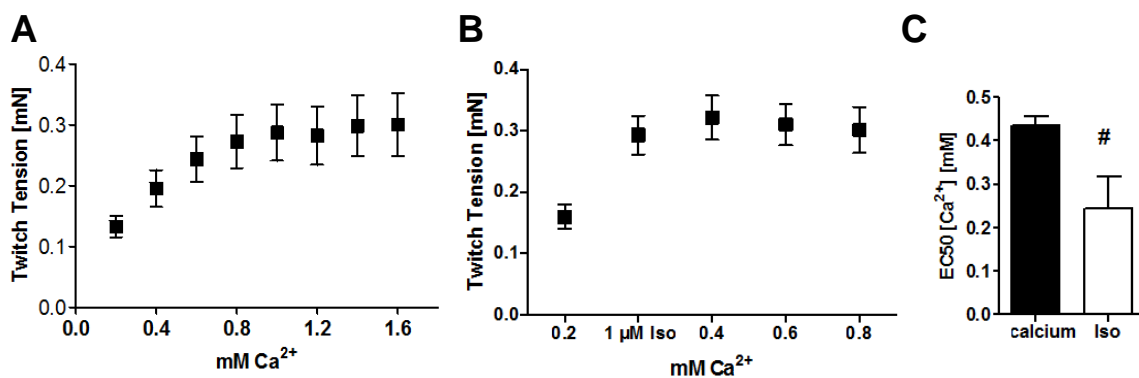 A
Twitch Tension [mN]
0.4
0.3
0.2
0.1
0.0
0.0 0.4 0.8 1.2 1.6
mM Ca²⁺
B
Twitch Tension [mN]
0.4
0.3
0.2
0.1
0.0
0.2 1 µM Iso 0.4 0.6 0.8
mM Ca²⁺
C
EC50 [Ca²⁺] [mM]
0.5
0.4
0.3
0.2
0.1
0.0
#
calcium Iso